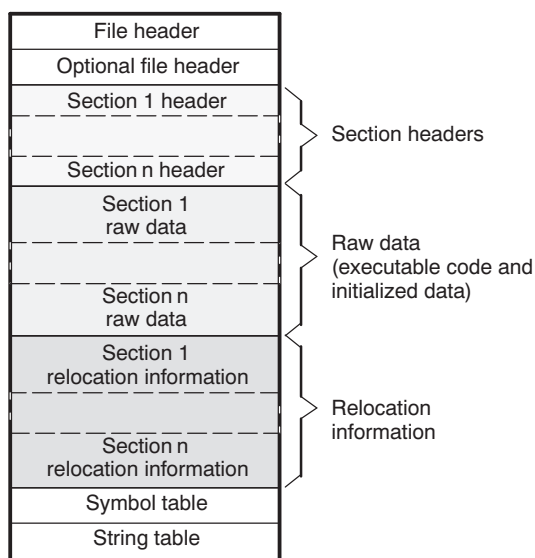 File header
Optional file header
Section 1 header
Section n header
Section headers
Section 1
raw data
Section n
raw data
Raw data
(executable code and
initialized data)
Section 1
relocation information
Section n
relocation information
Relocation
information
Symbol table
String table